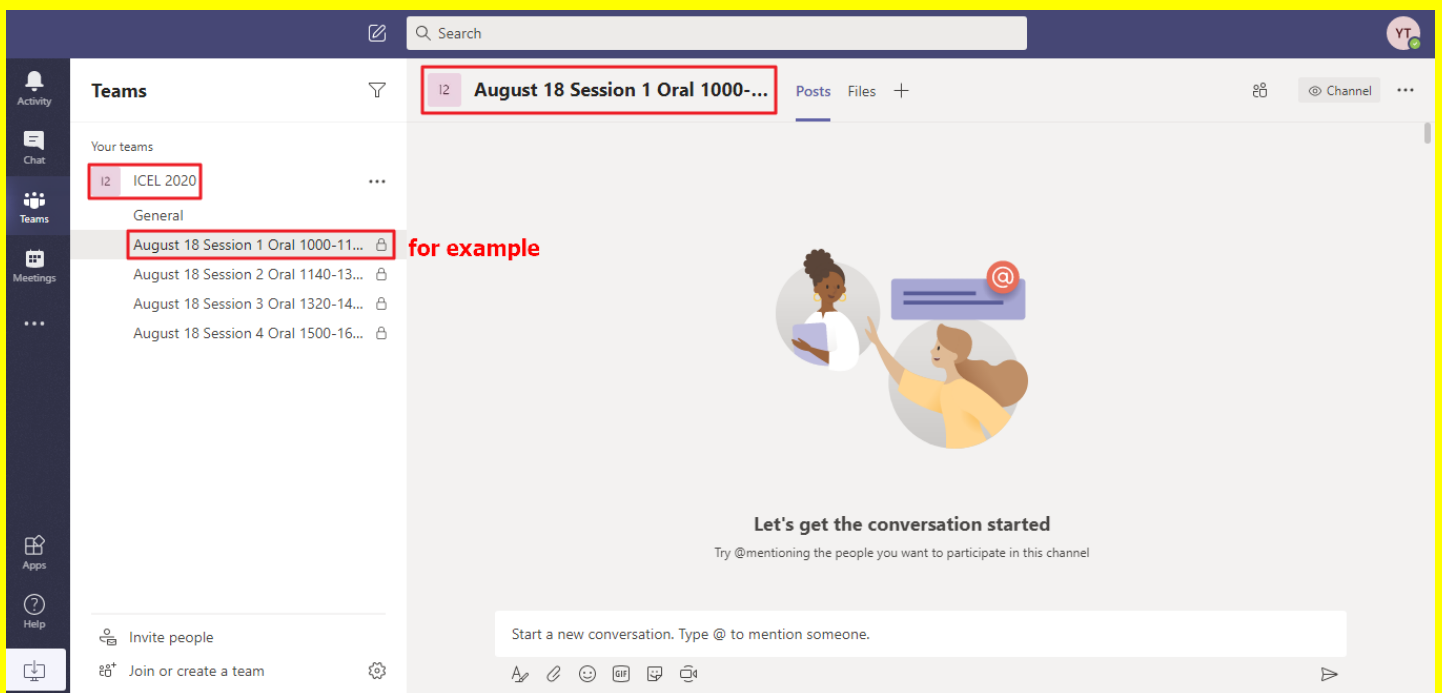 Search
YT
Activity
Chat
Teams
Meetings
Apps
Help
Teams
Your teams
I2 ICEL 2020
General
August 18 Session 1 Oral 1000-11...
for example
August 18 Session 2 Oral 1140-13...
August 18 Session 3 Oral 1320-14...
August 18 Session 4 Oral 1500-16...
Invite people
Join or create a team
I2 August 18 Session 1 Oral 1000-...
Posts Files
Channel
@
Let's get the conversation started
Try @mentioning the people you want to participate in this channel
Start a new conversation. Type @ to mention someone.
GIF